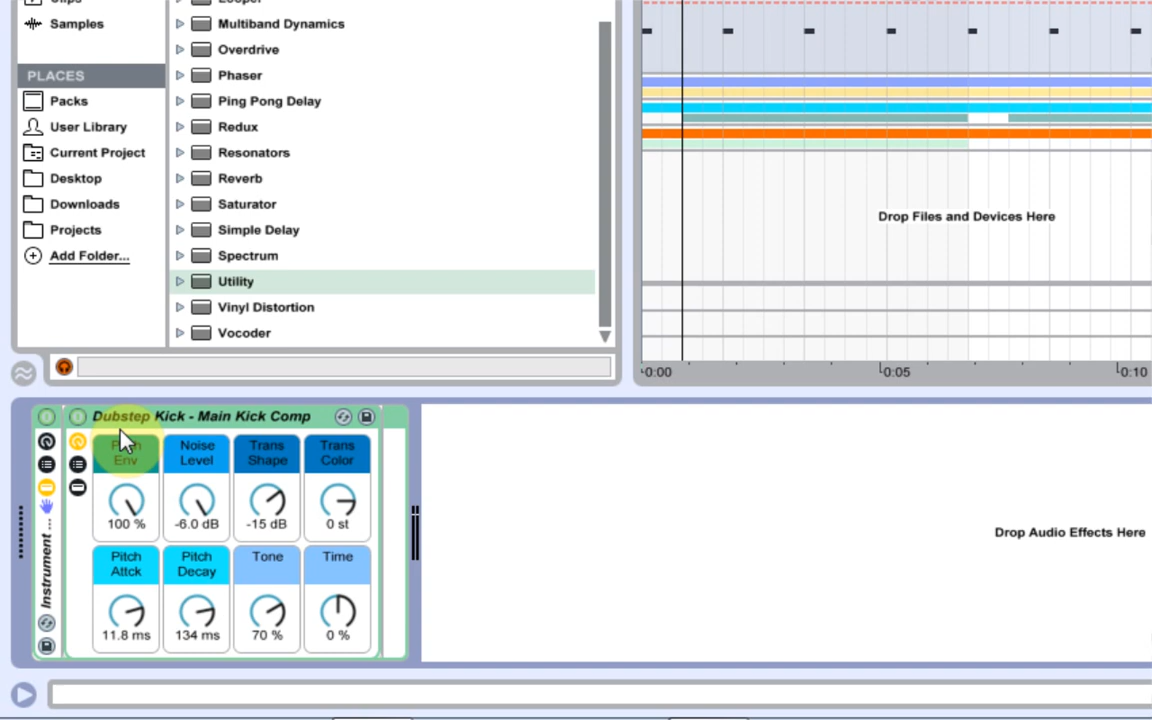 Samples
PLACES
Packs
User Library
Current Project
Desktop
Downloads
Projects
Add Folder...
Looper
Multiband Dynamics
Overdrive
Phaser
Ping Pong Delay
Redux
Resonators
Reverb
Saturator
Simple Delay
Spectrum
Utility
Vinyl Distortion
Vocoder
Drop Files and Devices Here
0:00
0:05
0:10
Instrument ...
Dubstep Kick - Main Kick Comp
Pitch
Env
100 %
Noise
Level
-6.0 dB
Trans
Shape
-15 dB
Trans
Color
0 st
Pitch
Attck
11.8 ms
Pitch
Decay
134 ms
Tone
70 %
Time
0 %
Drop Audio Effects Here